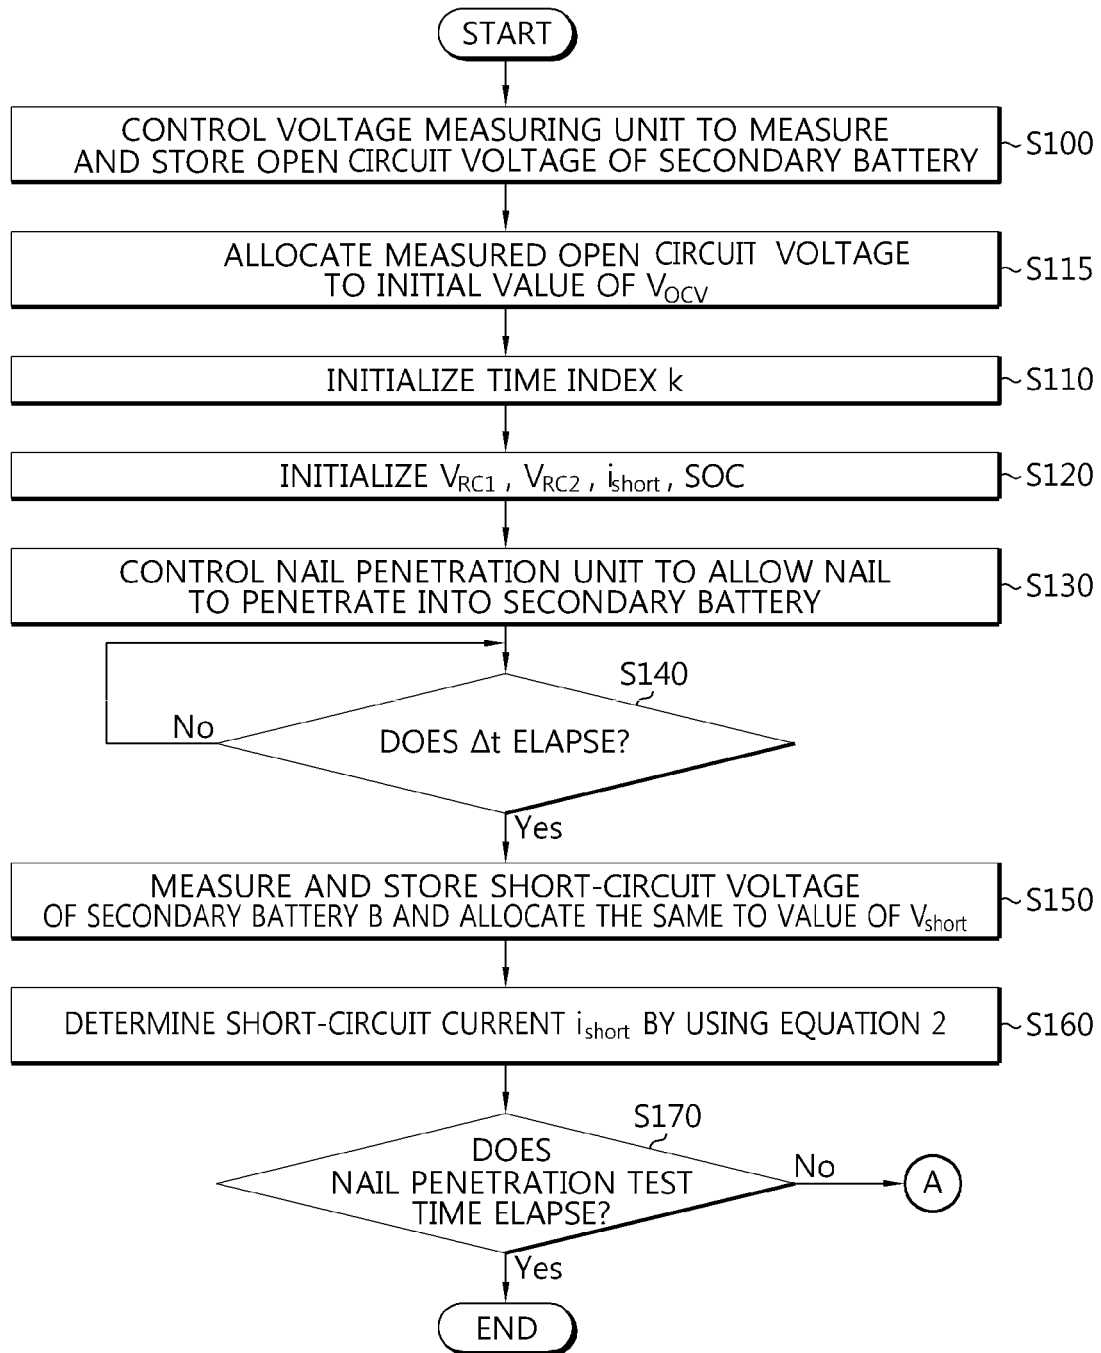 START
CONTROL VOLTAGE MEASURING UNIT TO MEASURE
AND STORE OPEN CIRCUIT VOLTAGE OF SECONDARY BATTERY
S100
ALLOCATE MEASURED OPEN CIRCUIT VOLTAGE
TO INITIAL VALUE OF VOCV
S115
INITIALIZE TIME INDEX k
S110
INITIALIZE VRC1 , VRC2 , ishort , SOC
S120
CONTROL NAIL PENETRATION UNIT TO ALLOW NAIL
TO PENETRATE INTO SECONDARY BATTERY
S130
S140
No
DOES Δt ELAPSE?
Yes
MEASURE AND STORE SHORT-CIRCUIT VOLTAGE
OF SECONDARY BATTERY B AND ALLOCATE THE SAME TO VALUE OF Vshort
S150
DETERMINE SHORT-CIRCUIT CURRENT ishort BY USING EQUATION 2
S160
S170
DOES
NAIL PENETRATION TEST
TIME ELAPSE?
No
A
Yes
END